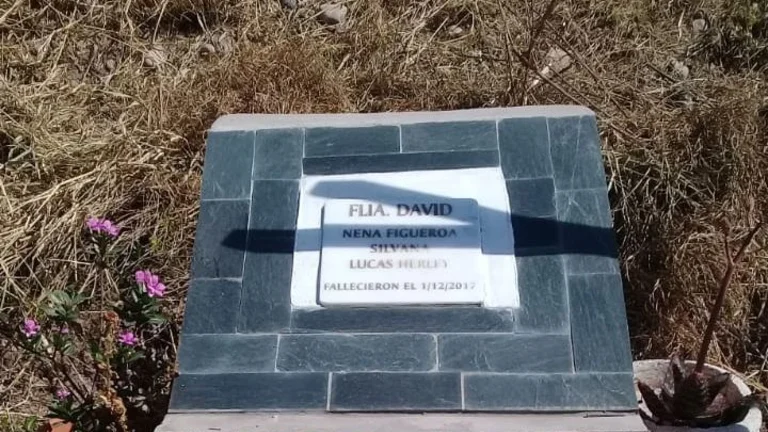 FLIA. DAVID
NENA FIGUEROA
SILVANA
LUCAS HERLEY
FALLECIERON EL 1/12/2017